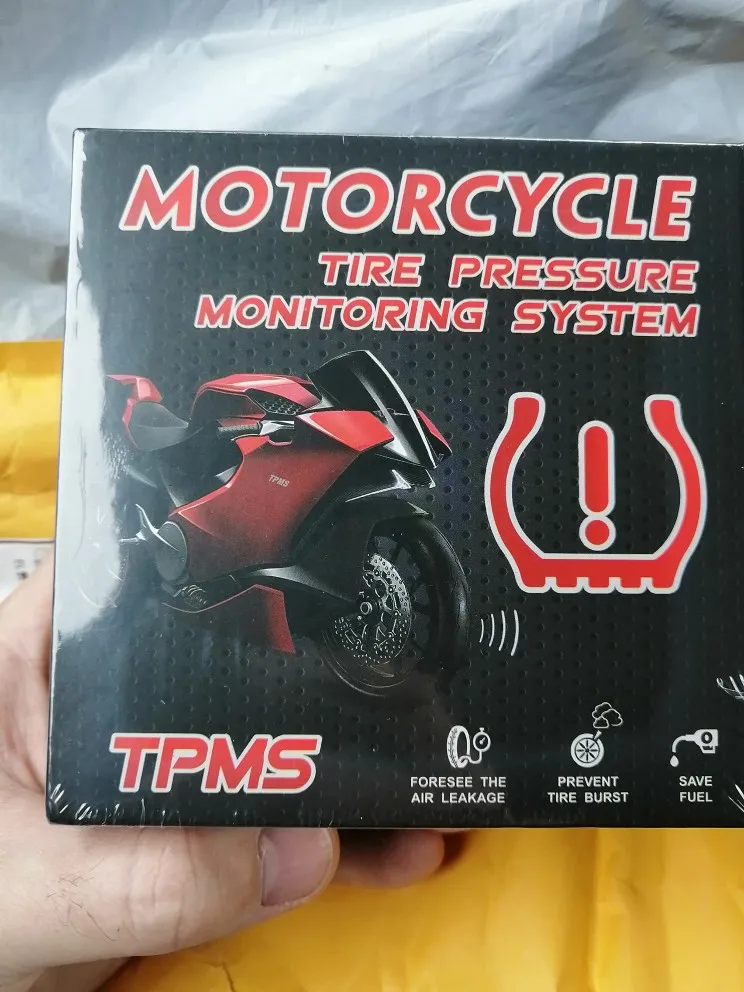 MOTORCYCLE
TIRE PRESSURE
MONITORING SYSTEM
TPMS
TPMS
FORESEE THE
AIR LEAKAGE
PREVENT
TIRE BURST
SAVE
FUEL